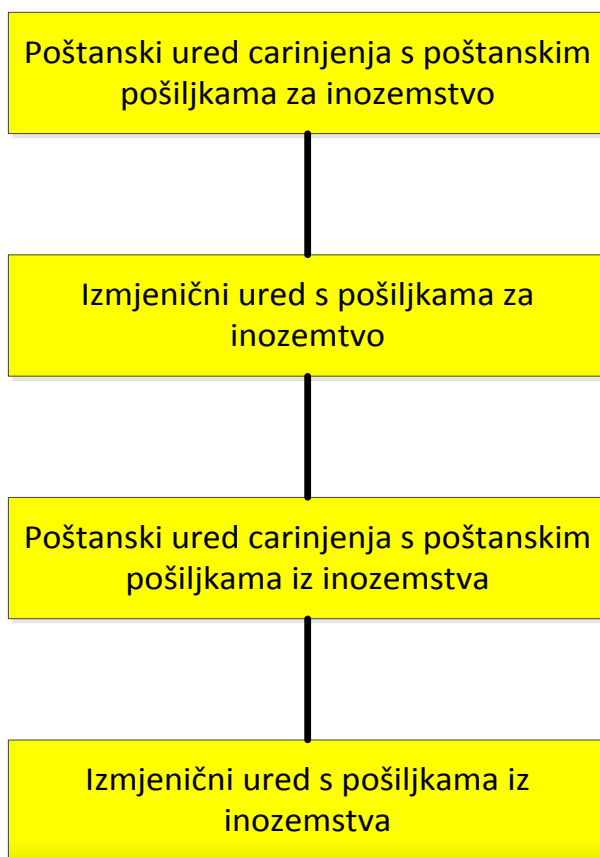 Poštanski ured carinjenja s poštanskim
pošiljkama za inozemstvo
Izmjenični ured s pošiljkama za
inozemtvo
Poštanski ured carinjenja s poštanskim
pošiljkama iz inozemstva
Izmjenični ured s pošiljkama iz
inozemstva